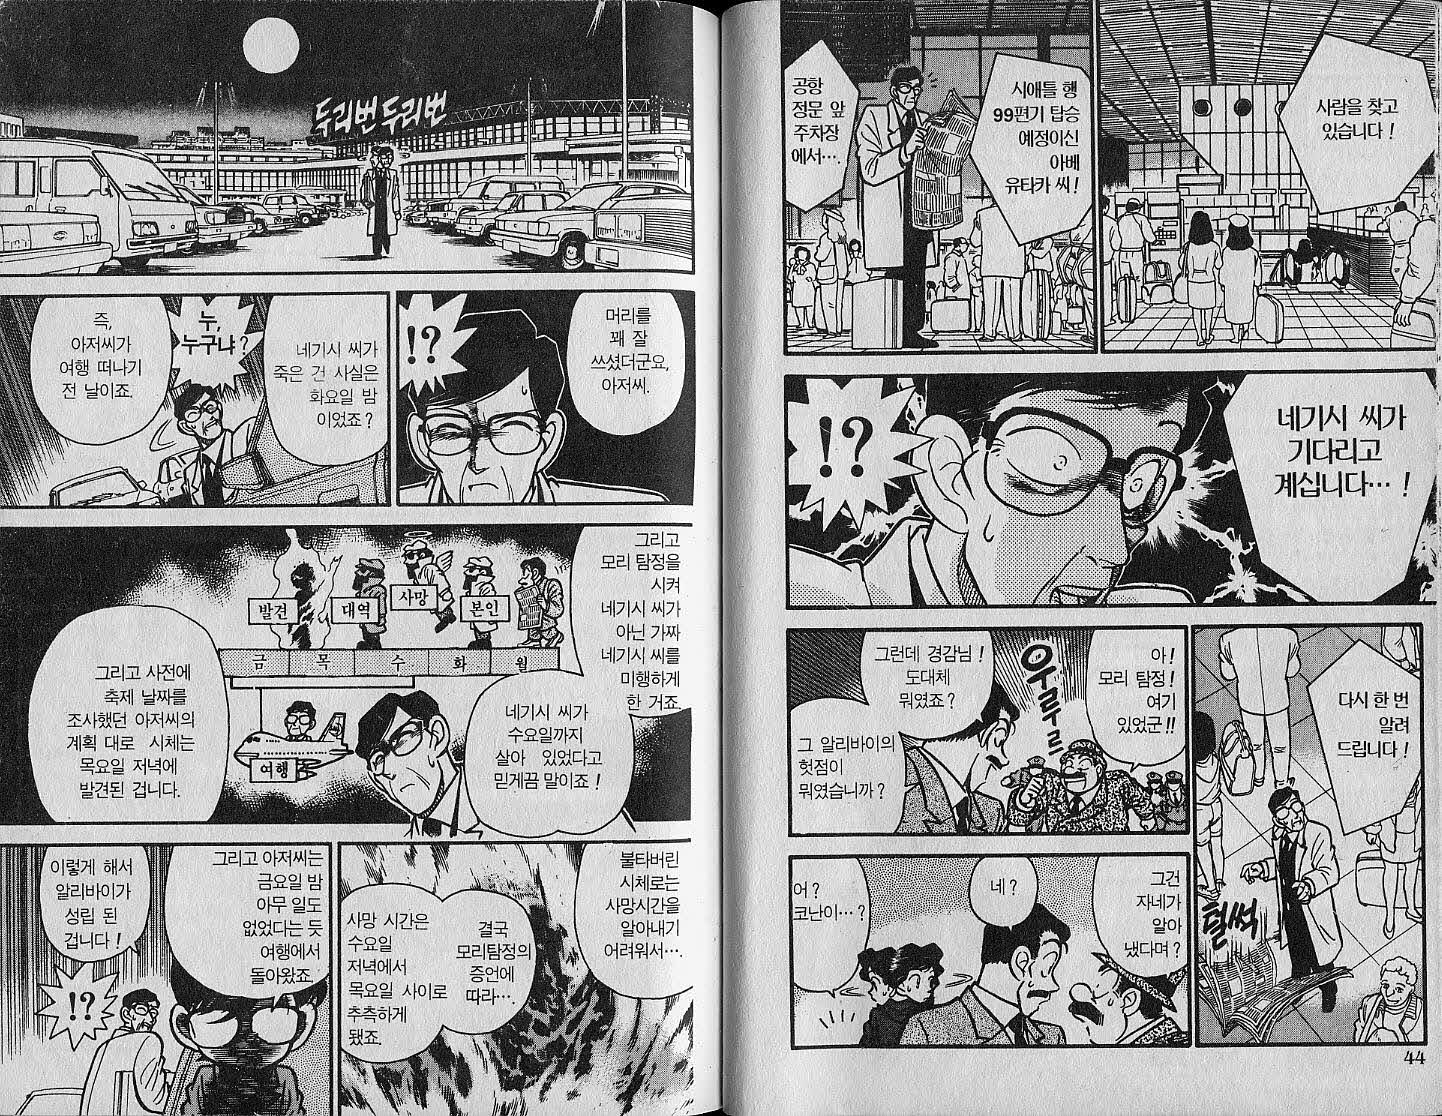 사람을 찾고
있습니다!
시애틀 행
99편기 탑승
예정이신
아베
유타카 씨!
공항
정문 앞
주차장
에서….
네기시 씨가
기다리고
계십니다…!
!?
다시 한 번
알려
드립니다!
털썩
아!
모리 탐정!
여기
있었군!!
우르르
그런데 경감님!
도대체
뭐였죠?
그 알리바이의
헛점이
뭐였습니까?
그건
자네가
알아
냈다며?
네?
어?
코난이…?
44
두리번 두리번
머리를
꽤 잘
쓰셨더군요,
아저씨.
!?
네기시 씨가
죽은 건 사실은
화요일 밤
이었죠?
누,
누구냐?
즉,
아저씨가
여행 떠나기
전 날이죠.
그리고
모리 탐정을
시켜
네기시 씨가
아닌 가짜
네기시 씨를
미행하게
한 거죠.
발견
대역
사망
본인
금 목 수 화 월
여행
네기시 씨가
수요일까지
살아 있었다고
믿게끔 말이죠!
그리고 사전에
축제 날짜를
조사했던 아저씨의
계획 대로 시체는
목요일 저녁에
발견된 겁니다.
불타버린
시체로는
사망시간을
알아내기
어려워서….
결국
모리탐정의
증언에
따라….
사망 시간은
수요일
저녁에서
목요일 사이로
추측하게
됐죠.
그리고 아저씨는
금요일 밤
아무 일도
없었다는 듯
여행에서
돌아왔죠.
이렇게 해서
알리바이가
성립 된
겁니다!
!?